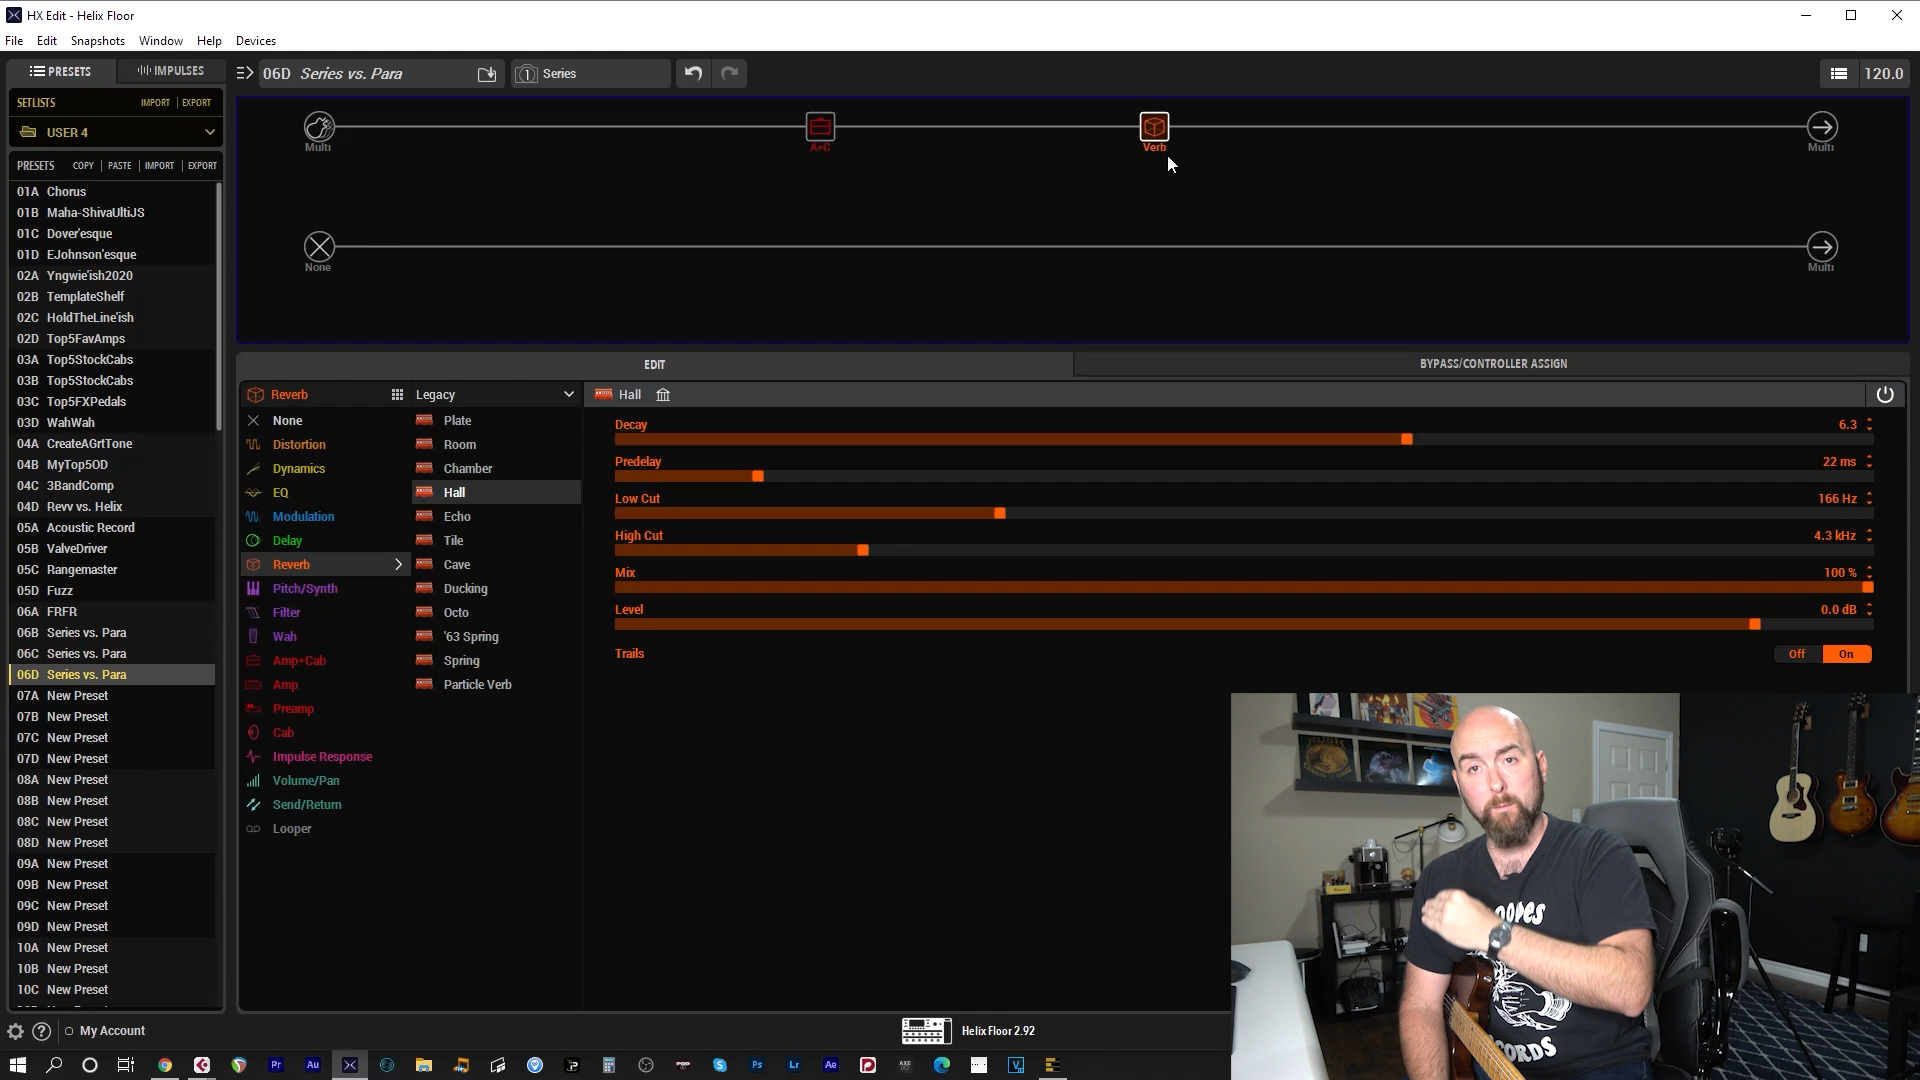 HX Edit - Helix Floor
File Edit Snapshots Window Help Devices
PRESETS IMPULSES
06D Series vs. Para
1 Series
120.0
SETLISTS IMPORT | EXPORT
USER 4
PRESETS COPY | PASTE | IMPORT | EXPORT
01A Chorus
01B Maha-ShivaUltiJS
01C Dover'esque
01D EJohnson'esque
02A Yngwie'ish2020
02B TemplateShelf
02C HoldTheLine'ish
02D Top5FavAmps
03A Top5StockCabs
03B Top5StockCabs
03C Top5FXPedals
03D WahWah
04A CreateAGrtTone
04B MyTop5OD
04C 3BandComp
04D Revv vs. Helix
05A Acoustic Record
05B ValveDriver
05C Rangemaster
05D Fuzz
06A FRFR
06B Series vs. Para
06C Series vs. Para
06D Series vs. Para
07A New Preset
07B New Preset
07C New Preset
07D New Preset
08A New Preset
08B New Preset
08C New Preset
08D New Preset
09A New Preset
09B New Preset
09C New Preset
09D New Preset
10A New Preset
10B New Preset
10C New Preset
Multi
A+C
Verb
Multi
None
Multi
EDIT
BYPASS/CONTROLLER ASSIGN
Reverb
None
Distortion
Dynamics
EQ
Modulation
Delay
Reverb
Pitch/Synth
Filter
Wah
Amp+Cab
Amp
Preamp
Cab
Impulse Response
Volume/Pan
Send/Return
Looper
Legacy
Plate
Room
Chamber
Hall
Echo
Tile
Cave
Ducking
Octo
'63 Spring
Spring
Particle Verb
Hall
Decay 6.3
Predelay 22 ms
Low Cut 166 Hz
High Cut 4.3 kHz
Mix 100 %
Level 0.0 dB
Trails Off On
RUSH
My Account
Helix Floor 2.92
Pr
Au
Ps
Lr
Ae